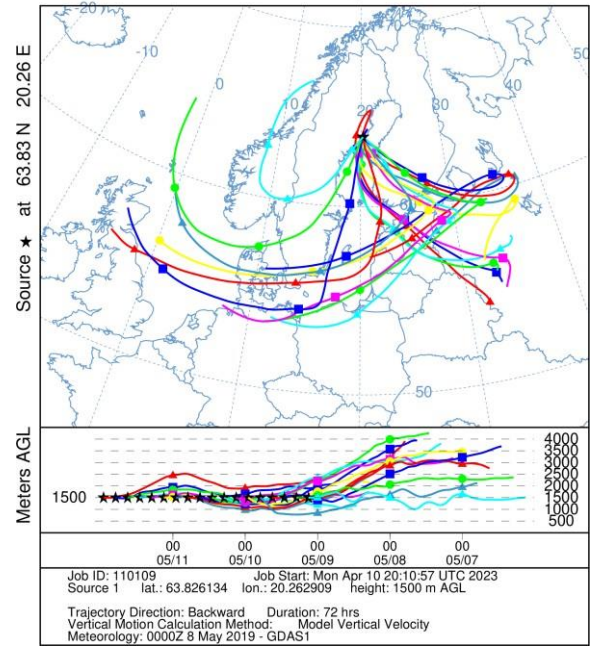 Source ★ at 63.83 N 20.26 E
-20
-10
0
10
20
30
40
50
50
Meters AGL
1500
4000
3500
3000
2500
2000
1500
1000
500
00 00 00 00 00
05/11 05/10 05/09 05/08 05/07
Job ID: 110109 Job Start: Mon Apr 10 20:10:57 UTC 2023
Source 1 lat.: 63.826134 lon.: 20.262909 height: 1500 m AGL
Trajectory Direction: Backward Duration: 72 hrs
Vertical Motion Calculation Method: Model Vertical Velocity
Meteorology: 0000Z 8 May 2019 - GDAS1